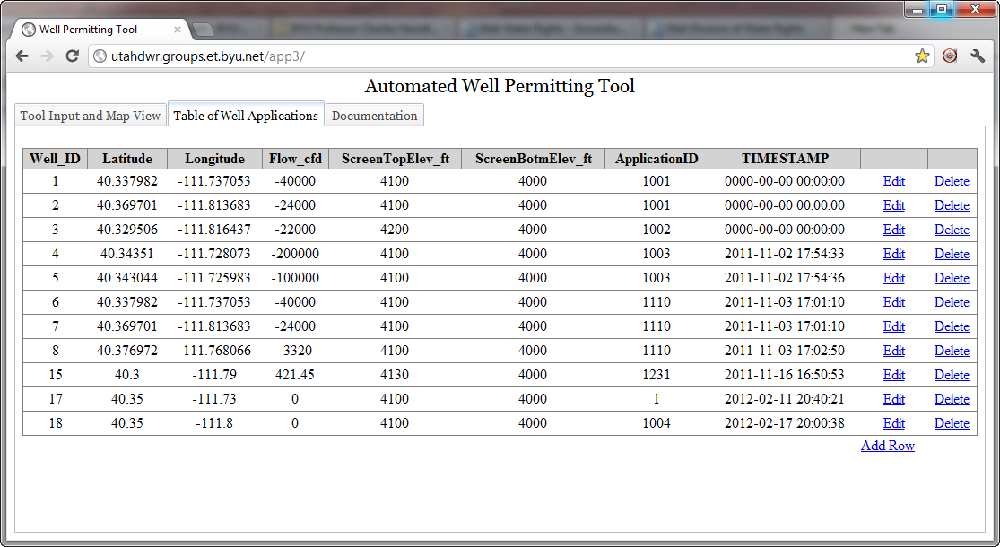 Well Permitting Tool
New Tab
utahdwr.groups.et.byu.net/app3/
Automated Well Permitting Tool
Tool Input and Map View Table of Well Applications Documentation
Well_ID Latitude Longitude Flow_cfd ScreenTopElev_ft ScreenBotmElev_ft ApplicationID TIMESTAMP
1 40.337982 -111.737053 -40000 4100 4000 1001 0000-00-00 00:00:00 Edit Delete
2 40.369701 -111.813683 -24000 4100 4000 1001 0000-00-00 00:00:00 Edit Delete
3 40.329506 -111.816437 -22000 4200 4000 1002 0000-00-00 00:00:00 Edit Delete
4 40.34351 -111.728073 -200000 4100 4000 1003 2011-11-02 17:54:33 Edit Delete
5 40.343044 -111.725983 -100000 4100 4000 1003 2011-11-02 17:54:36 Edit Delete
6 40.337982 -111.737053 -40000 4100 4000 1110 2011-11-03 17:01:10 Edit Delete
7 40.369701 -111.813683 -24000 4100 4000 1110 2011-11-03 17:01:10 Edit Delete
8 40.376972 -111.768066 -3320 4100 4000 1110 2011-11-03 17:02:50 Edit Delete
15 40.3 -111.79 421.45 4130 4000 1231 2011-11-16 16:50:53 Edit Delete
17 40.35 -111.73 0 4100 4000 1 2012-02-11 20:40:21 Edit Delete
18 40.35 -111.8 0 4100 4000 1004 2012-02-17 20:00:38 Edit Delete
Add Row